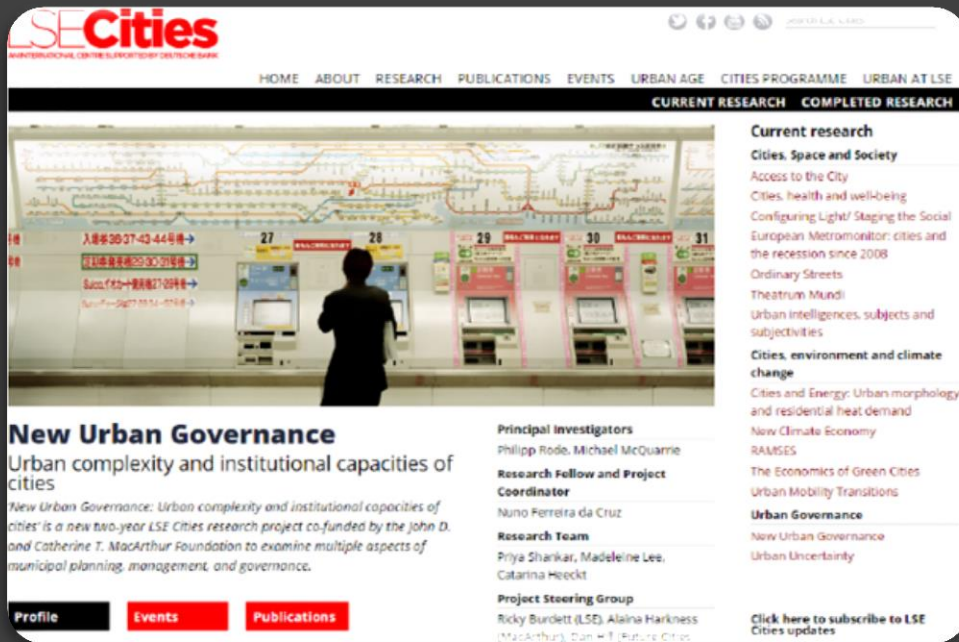 LSECities
AN INTERNATIONAL CENTRE SUPPORTED BY DEUTSCHE BANK
HOME ABOUT RESEARCH PUBLICATIONS EVENTS URBAN AGE CITIES PROGRAMME URBAN AT LSE
CURRENT RESEARCH COMPLETED RESEARCH
27
28
29
30
31
New Urban Governance
Urban complexity and institutional capacities of
cities
'New Urban Governance: Urban complexity and institutional capacities of
cities' is a new two-year LSE Cities research project co-funded by the John D.
and Catherine T. MacArthur Foundation to examine multiple aspects of
municipal planning, management, and governance.
Profile
Events
Publications
Principal Investigators
Philipp Rode, Michael McQuarrie
Research Fellow and Project
Coordinator
Nuno Ferreira da Cruz
Research Team
Priya Shankar, Madeleine Lee,
Catarina Heeckt
Project Steering Group
Ricky Burdett (LSE), Alaina Harkness
(MacArthur), Dan Hill (Future Cities
Current research
Cities, Space and Society
Access to the City
Cities, health and well-being
Configuring Light/ Staging the Social
European Metromonitor: cities and
the recession since 2008
Ordinary Streets
Theatrum Mundi
Urban intelligences, subjects and
subjectivities
Cities, environment and climate
change
Cities and Energy: Urban morphology
and residential heat demand
New Climate Economy
RAMSES
The Economics of Green Cities
Urban Mobility Transitions
Urban Governance
New Urban Governance
Urban Uncertainty
Click here to subscribe to LSE
Cities updates